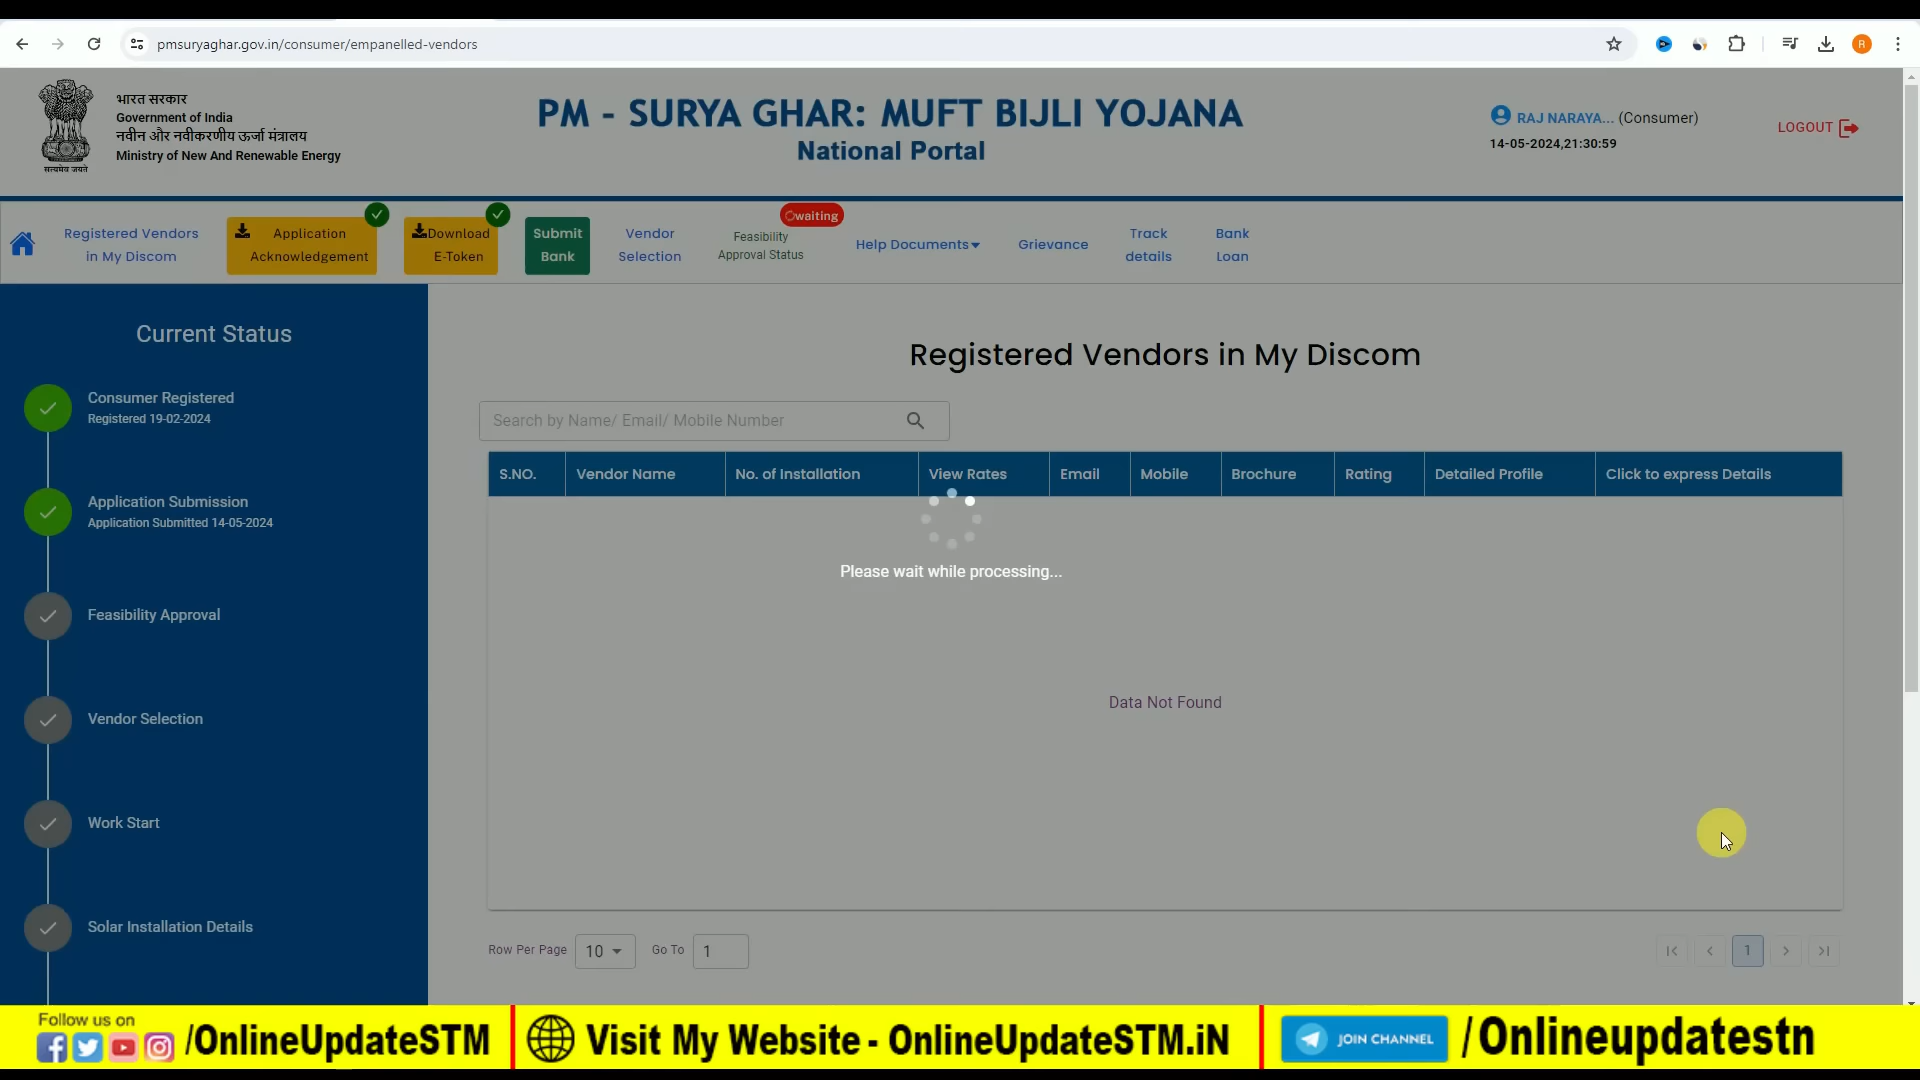 pmsuryaghar.gov.in/consumer/empanelled-vendors
R
भारत सरकार
Government of India
नवीन और नवीकरणीय ऊर्जा मंत्रालय
Ministry of New And Renewable Energy
सत्यमेव जयते
PM - SURYA GHAR: MUFT BIJLI YOJANA
National Portal
RAJ NARAYA... (Consumer)
14-05-2024,21:30:59
LOGOUT
Registered Vendors
in My Discom
Application
Acknowledgement
Download
E-Token
Submit
Bank
Vendor
Selection
waiting
Feasibility
Approval Status
Help Documents
Grievance
Track
details
Bank
Loan
Current Status
Consumer Registered
Registered 19-02-2024
Application Submission
Application Submitted 14-05-2024
Feasibility Approval
Vendor Selection
Work Start
Solar Installation Details
Registered Vendors in My Discom
Search by Name/ Email/ Mobile Number
S.NO. Vendor Name No. of Installation View Rates Email Mobile Brochure Rating Detailed Profile Click to express Details
Please wait while processing...
Data Not Found
Row Per Page 10 Go To 1
1
Follow us on
/OnlineUpdateSTM
Visit My Website - OnlineUpdateSTM.iN
JOIN CHANNEL
/Onlineupdatestn